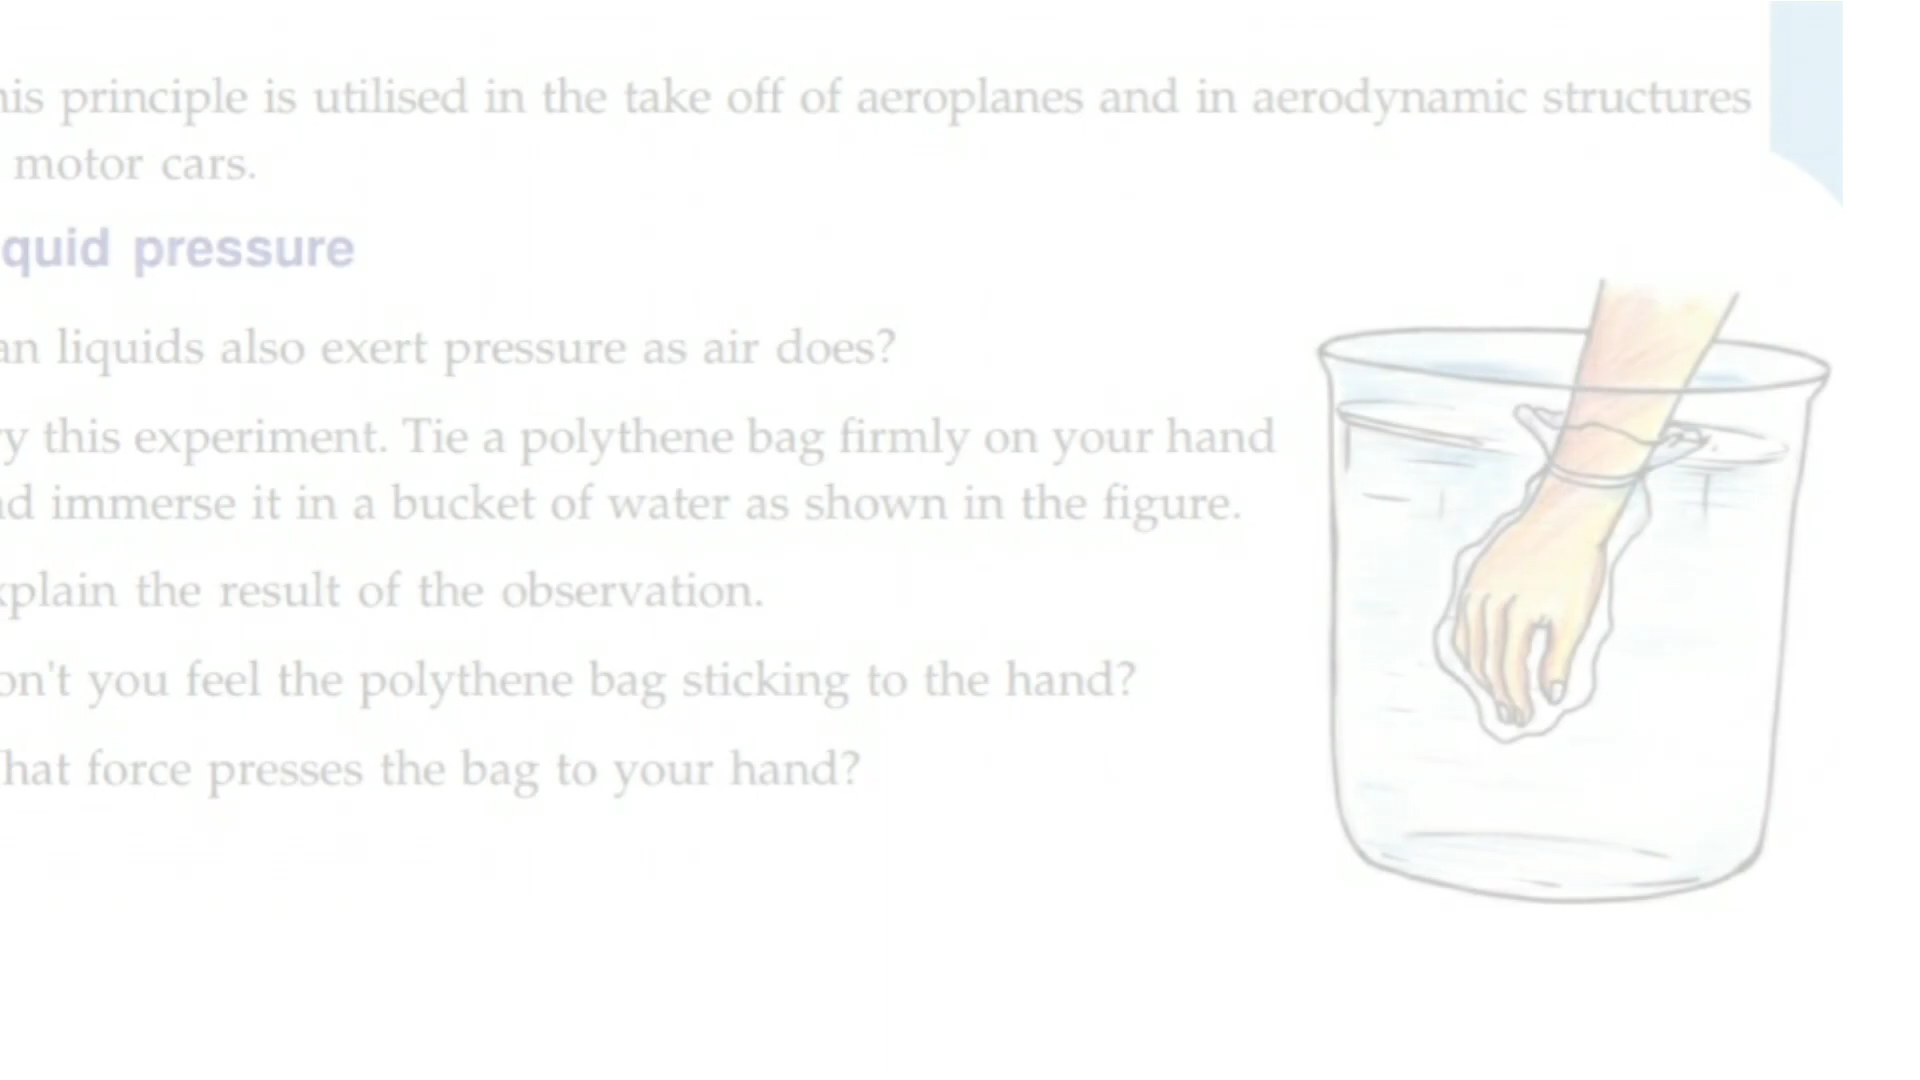 his principle is utilised in the take off of aeroplanes and in aerodynamic structures
motor cars.
quid pressure
an liquids also exert pressure as air does?
y this experiment. Tie a polythene bag firmly on your hand
nd immerse it in a bucket of water as shown in the figure.
xplain the result of the observation.
on't you feel the polythene bag sticking to the hand?
hat force presses the bag to your hand?